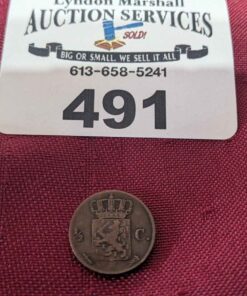 Lyndon Marshall
AUCTION SERVICES
SOLD!
BIG OR SMALL, WE SELL IT ALL
613-658-5241
491
½ C.